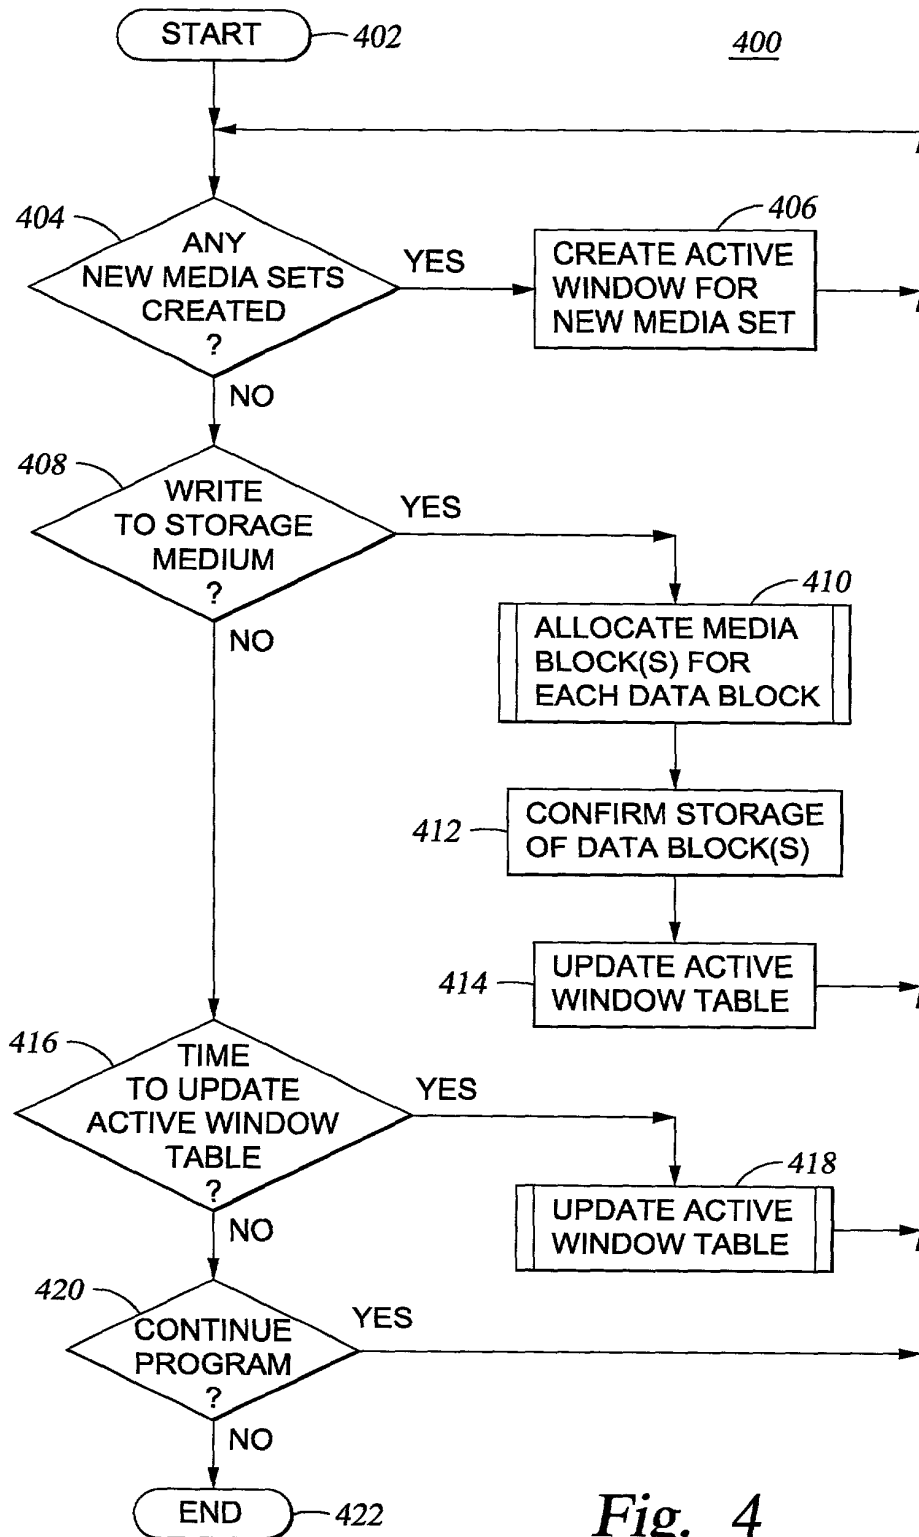 START
402
400
404
ANY
NEW MEDIA SETS
CREATED
?
YES
406
CREATE ACTIVE
WINDOW FOR
NEW MEDIA SET
NO
408
WRITE
TO STORAGE
MEDIUM
?
YES
410
ALLOCATE MEDIA
BLOCK(S) FOR
EACH DATA BLOCK
NO
412
CONFIRM STORAGE
OF DATA BLOCK(S)
414
UPDATE ACTIVE
WINDOW TABLE
416
TIME
TO UPDATE
ACTIVE WINDOW
TABLE
?
YES
418
UPDATE ACTIVE
WINDOW TABLE
NO
420
CONTINUE
PROGRAM
?
YES
NO
END
422
Fig. 4